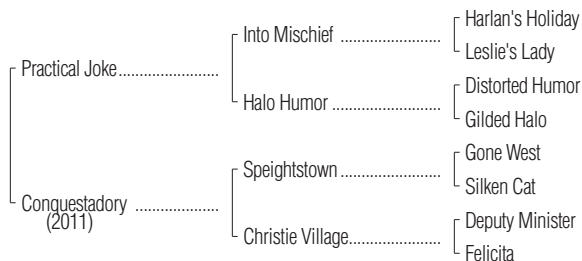 Harlan's Holiday
Into Mischief ........................
Leslie's Lady
Practical Joke.......................
Distorted Humor
Halo Humor ........................
Gilded Halo
Gone West
Speightstown ........................
Silken Cat
Conquestadory ...................
(2011)
Deputy Minister
Christie Village.....................
Felicita